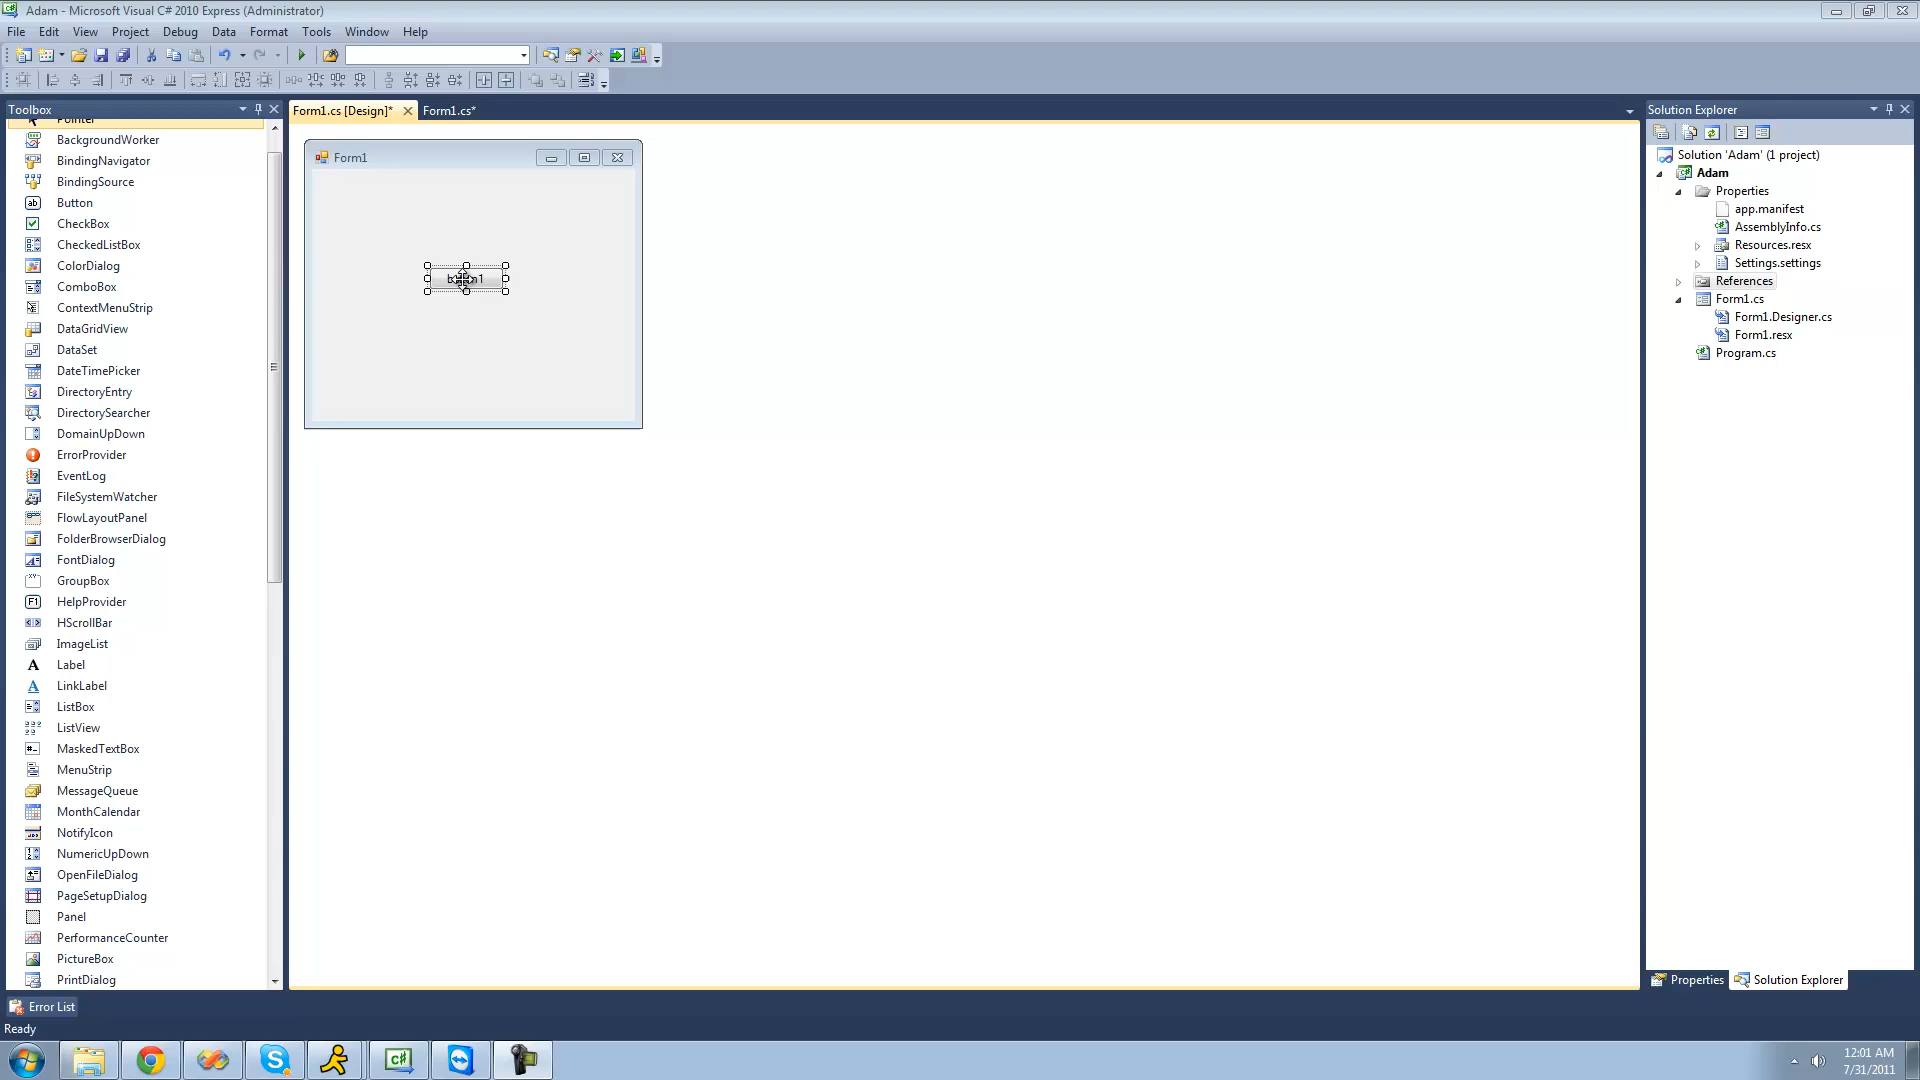 Adam - Microsoft Visual C# 2010 Express (Administrator)
File Edit View Project Debug Data Format Tools Window Help
Toolbox
Pointer
BackgroundWorker
BindingNavigator
BindingSource
Button
CheckBox
CheckedListBox
ColorDialog
ComboBox
ContextMenuStrip
DataGridView
DataSet
DateTimePicker
DirectoryEntry
DirectorySearcher
DomainUpDown
ErrorProvider
EventLog
FileSystemWatcher
FlowLayoutPanel
FolderBrowserDialog
FontDialog
GroupBox
HelpProvider
HScrollBar
ImageList
Label
LinkLabel
ListBox
ListView
MaskedTextBox
MenuStrip
MessageQueue
MonthCalendar
NotifyIcon
NumericUpDown
OpenFileDialog
PageSetupDialog
Panel
PerformanceCounter
PictureBox
PrintDialog
Form1.cs [Design]* Form1.cs*
Form1
Solution Explorer
Solution 'Adam' (1 project)
Adam
Properties
app.manifest
AssemblyInfo.cs
Resources.resx
Settings.settings
References
Form1.cs
Form1.Designer.cs
Form1.resx
Program.cs
Properties Solution Explorer
Error List
Ready
12:01 AM
7/31/2011